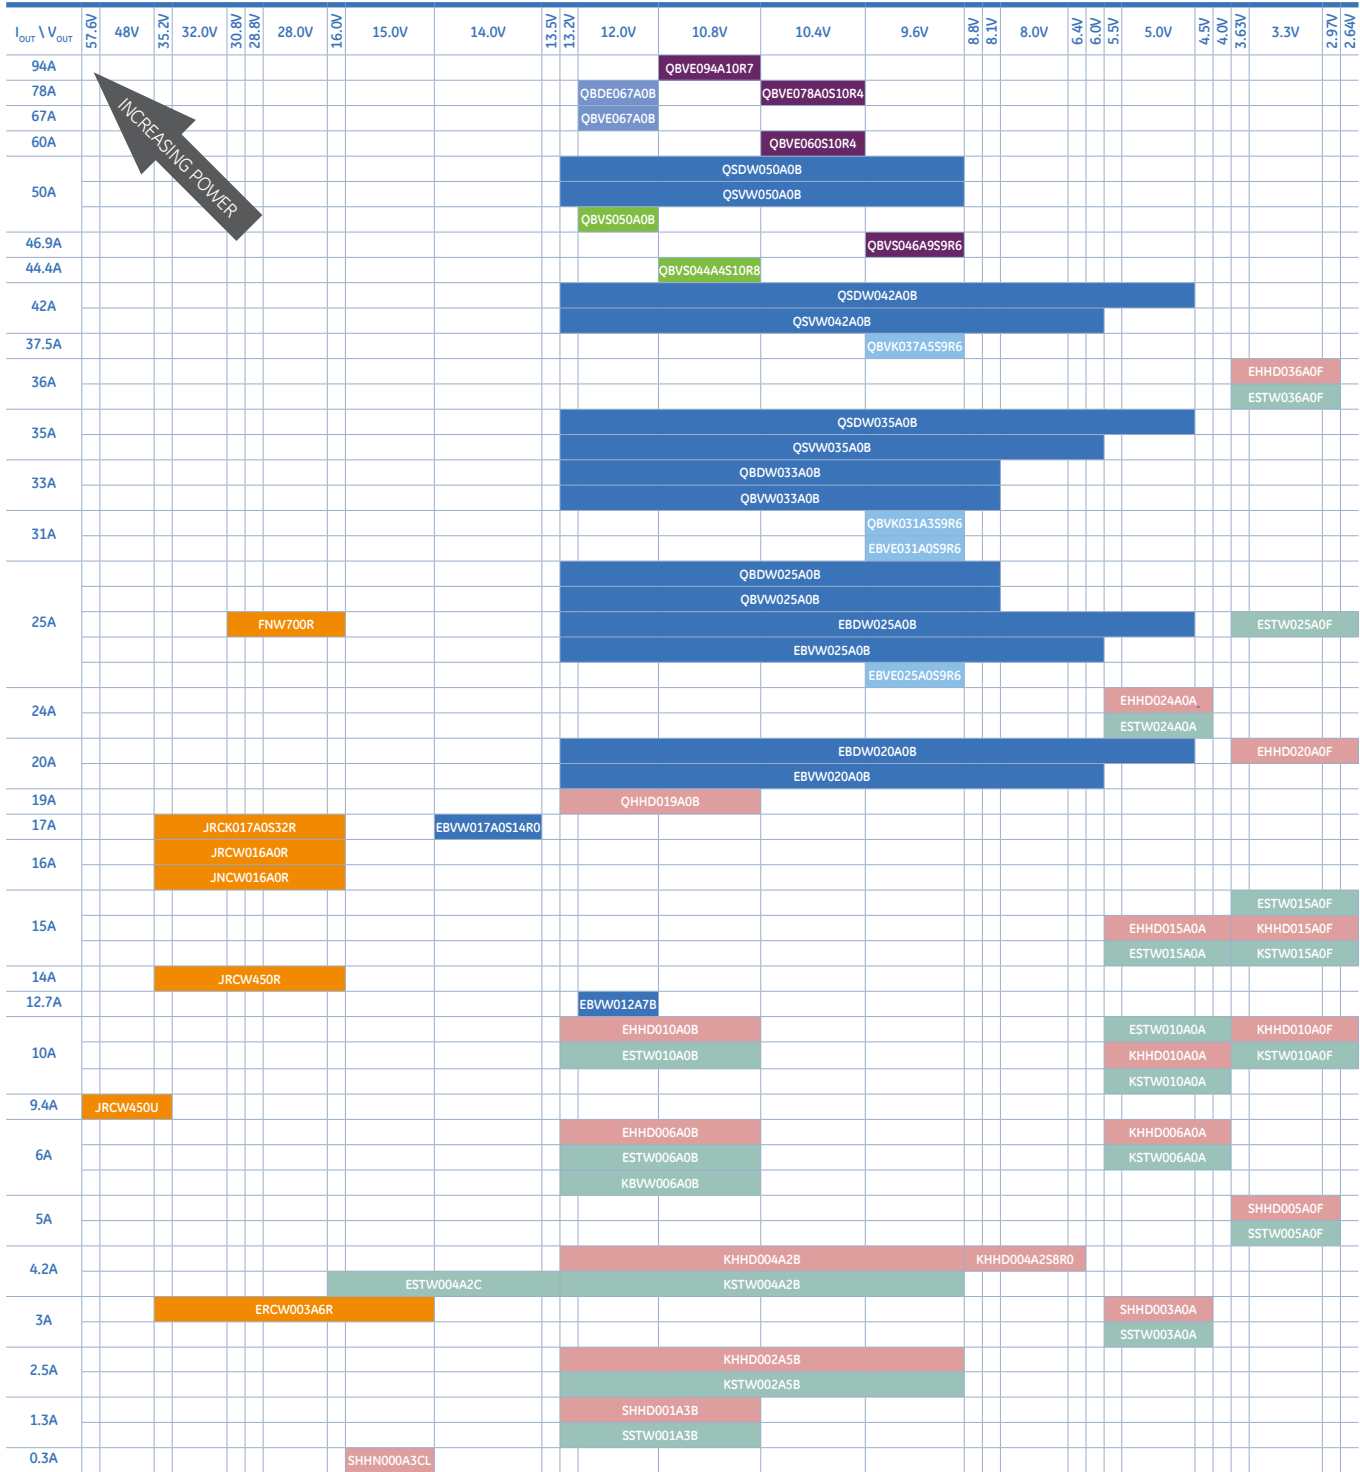 IOUT \ VOUT 57.6V 48V 35.2V 32.0V 30.8V 28.8V 28.0V 16.0V 15.0V 14.0V 13.5V 13.2V 12.0V 10.8V 10.4V 9.6V 8.8V 8.1V 8.0V 6.4V 6.0V 5.5V 5.0V 4.5V 4.0V 3.63V 3.3V 2.97V 2.64V
94A QBVE094A10R7
78A QBDE067A0B QBVE078A0S10R4
67A QBVE067A0B
60A QBVE060S10R4
INCREASING POWER
QSDW050A0B
50A QSVW050A0B
QBVS050A0B
46.9A QBVS046A9S9R6
44.4A QBVS044A4S10R8
42A QSDW042A0B
QSVW042A0B
37.5A QBVK037A5S9R6
36A EHHD036A0F
ESTW036A0F
35A QSDW035A0B
QSVW035A0B
33A QBDW033A0B
QBVW033A0B
31A QBVK031A3S9R6
EBVE031A0S9R6
QBDW025A0B
QBVW025A0B
25A FNW700R EBDW025A0B ESTW025A0F
EBVW025A0B
EBVE025A0S9R6
24A EHHD024A0A
ESTW024A0A
20A EBDW020A0B EHHD020A0F
EBVW020A0B
19A QHHD019A0B
17A JRCK017A0S32R EBVW017A0S14R0
16A JRCW016A0R
JNCW016A0R
ESTW015A0F
15A EHHD015A0A KHHD015A0F
ESTW015A0A KSTW015A0F
14A JRCW450R
12.7A EBVW012A7B
EHHD010A0B ESTW010A0A KHHD010A0F
10A ESTW010A0B KHHD010A0A KSTW010A0F
KSTW010A0A
9.4A JRCW450U
EHHD006A0B KHHD006A0A
6A ESTW006A0B KSTW006A0A
KBVW006A0B
5A SHHD005A0F
SSTW005A0F
4.2A KHHD004A2B KHHD004A2S8R0
ESTW004A2C KSTW004A2B
3A ERCW003A6R SHHD003A0A
SSTW003A0A
2.5A KHHD002A5B
KSTW002A5B
1.3A SHHD001A3B
SSTW001A3B
0.3A SHHN000A3CL